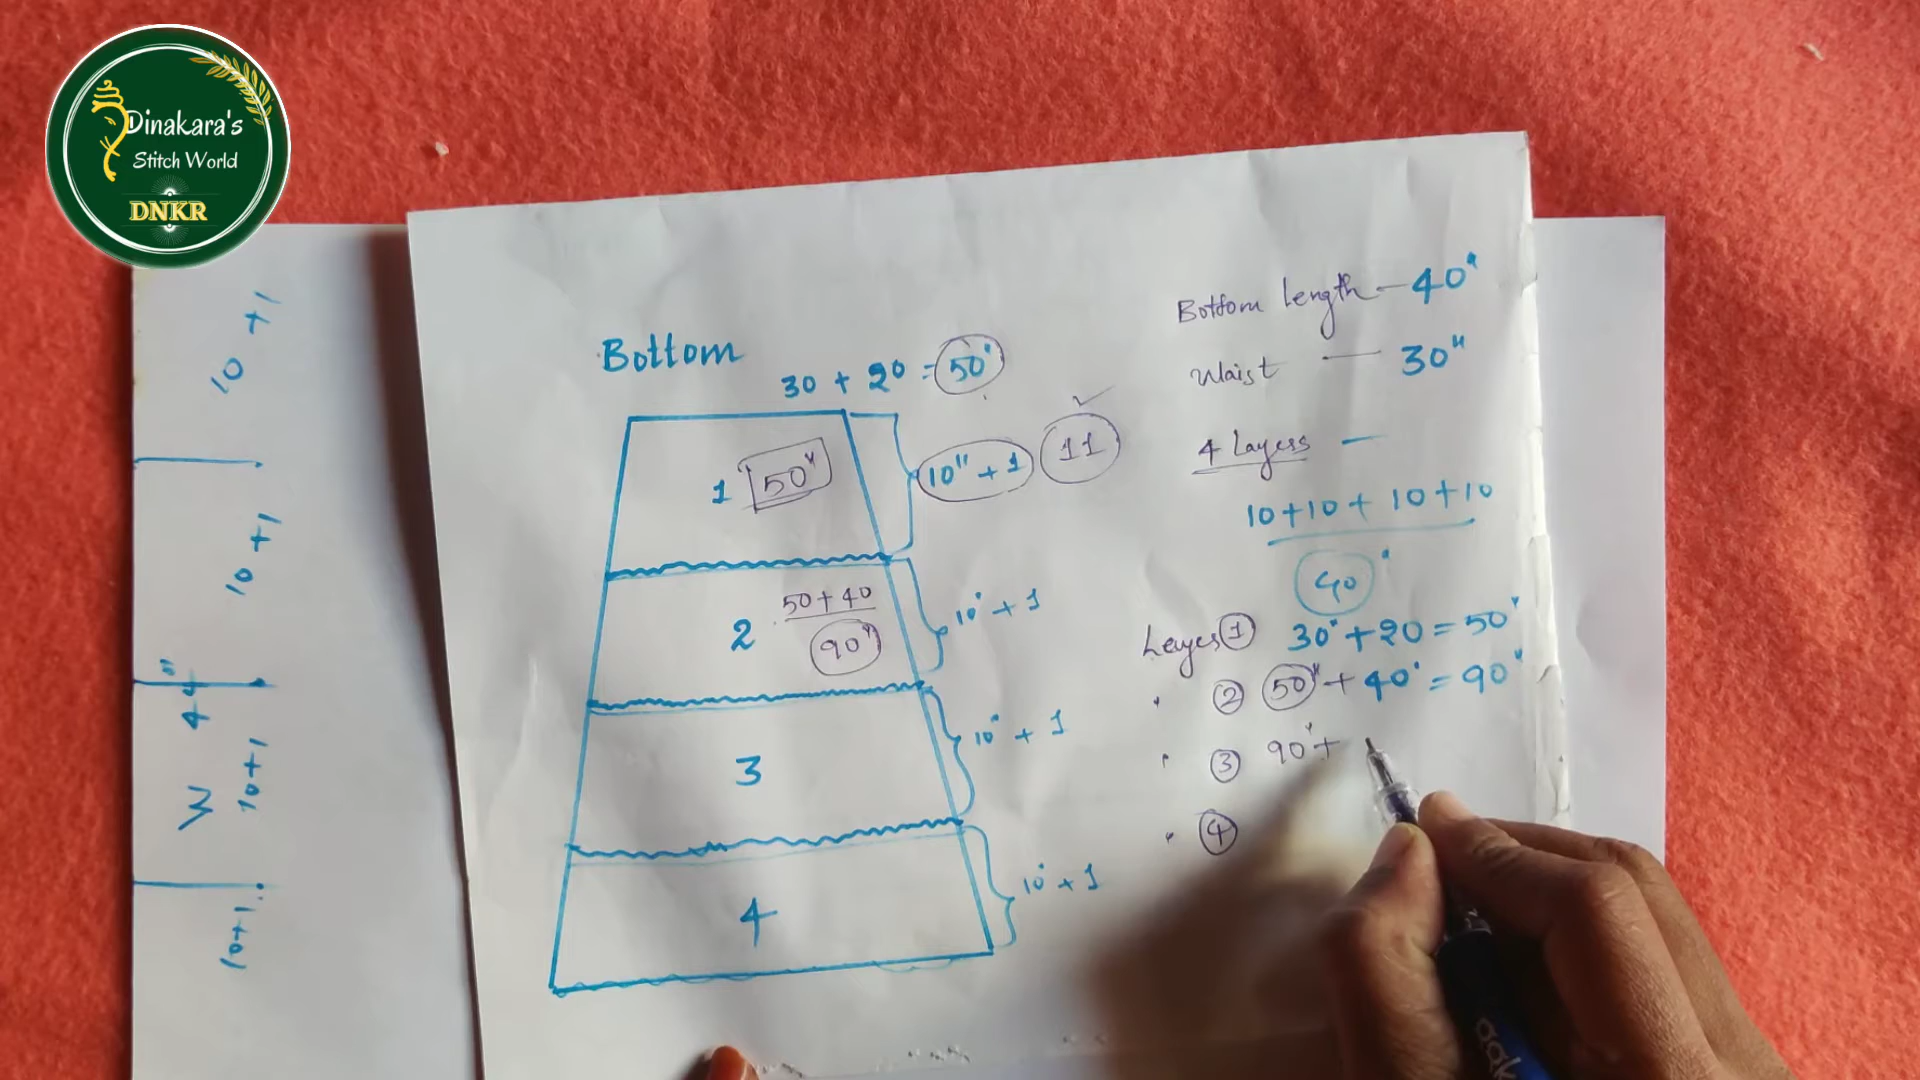 Dinakara's
Stitch World
DNKR
10 +1
10 +1
W 44"
10+1
10+1.
Bottom
30 + 20 = 50"
1 50"
10" + 1 11
2 50 + 40
90"
10" + 1
3
10" + 1
4
10" + 1
Bottom length - 40"
Waist — 30"
4 Layers —
10+10 + 10+10
40"
Layes 1 30" + 20 = 50"
" 2 50" + 40" = 90"
" 3 90" +
" 4